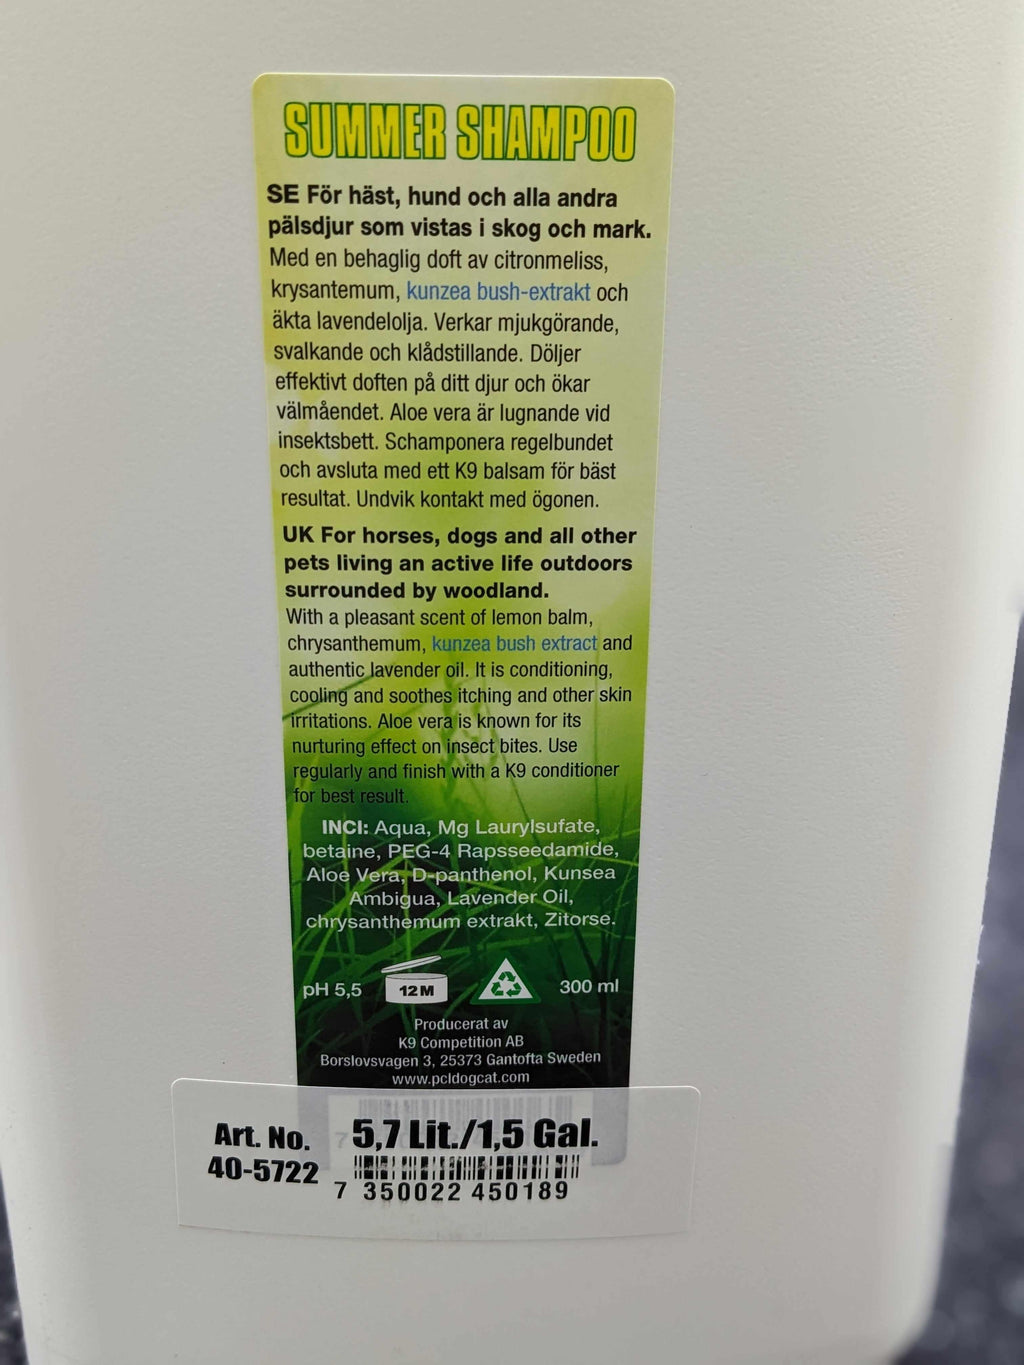 SUMMER SHAMPOO
SE För häst, hund och alla andra
pälsdjur som vistas i skog och mark.
Med en behaglig doft av citronmeliss,
krysantemum, kunzea bush-extrakt och
äkta lavendelolja. Verkar mjukgörande,
svalkande och klådstillande. Döljer
effektivt doften på ditt djur och ökar
välmåendet. Aloe vera är lugnande vid
insektsbett. Schamponera regelbundet
och avsluta med ett K9 balsam för bäst
resultat. Undvik kontakt med ögonen.
UK For horses, dogs and all other
pets living an active life outdoors
surrounded by woodland.
With a pleasant scent of lemon balm,
chrysanthemum, kunzea bush extract and
authentic lavender oil. It is conditioning,
cooling and soothes itching and other skin
irritations. Aloe vera is known for its
nurturing effect on insect bites. Use
regularly and finish with a K9 conditioner
for best result.
INCI: Aqua, Mg Laurylsufate,
betaine, PEG-4 Rapsseedamide,
Aloe Vera, D-panthenol, Kunsea
Ambigua, Lavender Oil,
chrysanthemum extrakt, Zitorse.
pH 5,5 12 M 300 ml
Producerat av
K9 Competition AB
Borslovsvagen 3, 25373 Gantofta Sweden
www.pcldogcat.com
Art. No. 5,7 Lit./1,5 Gal.
40-5722
7 350022 450189